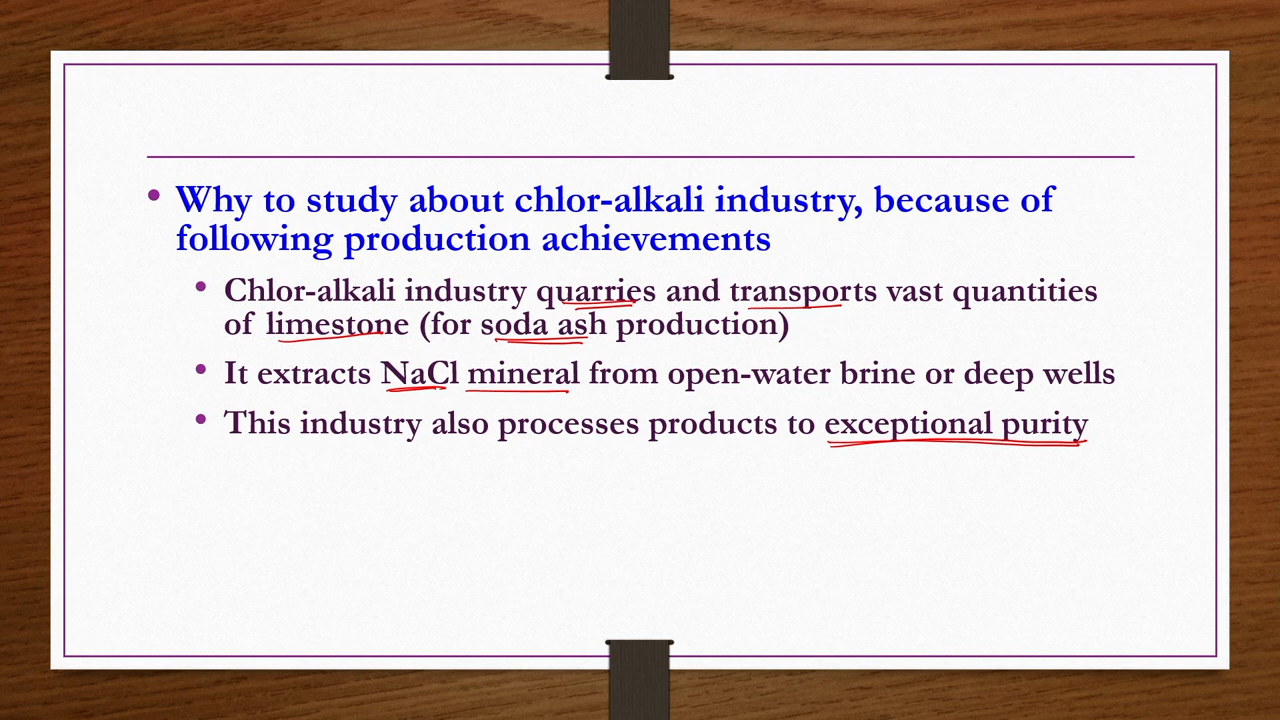 • Why to study about chlor-alkali industry, because of
following production achievements
• Chlor-alkali industry quarries and transports vast quantities
of limestone (for soda ash production)
• It extracts NaCl mineral from open-water brine or deep wells
• This industry also processes products to exceptional purity